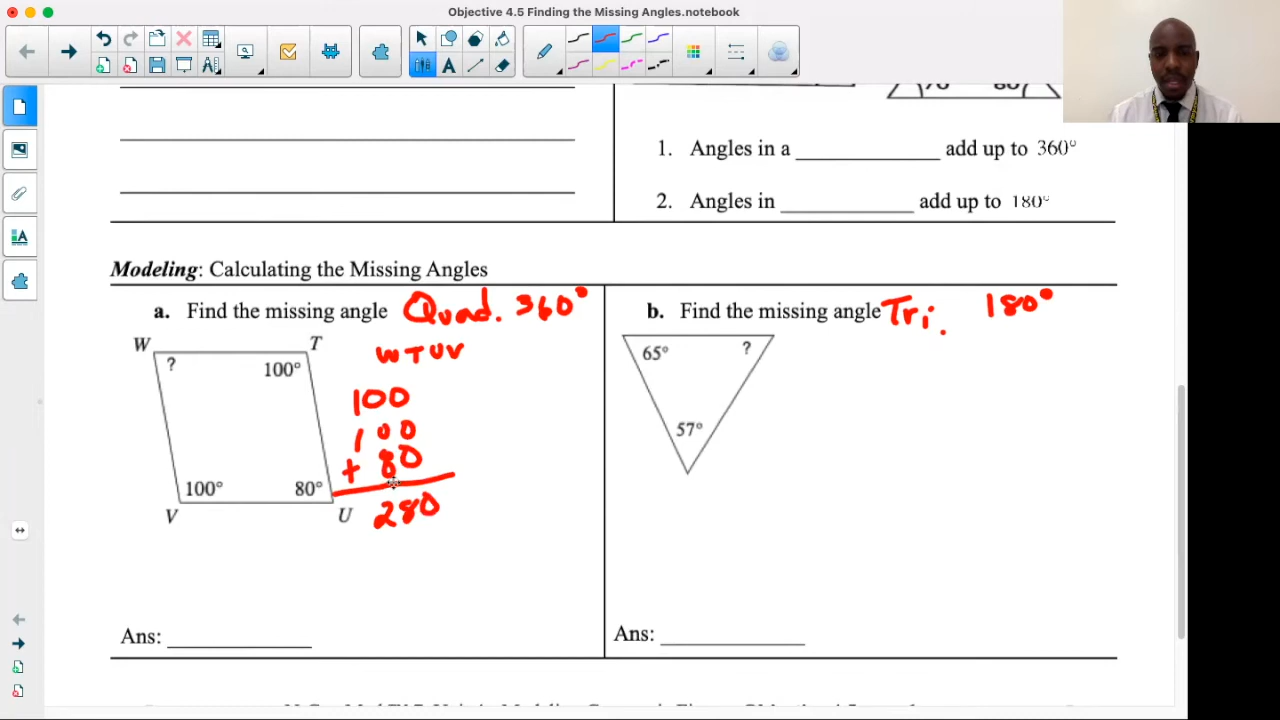 Objective 4.5 Finding the Missing Angles.notebook
1. Angles in a ____________ add up to 360°
2. Angles in ____________ add up to 180°
Modeling: Calculating the Missing Angles
a. Find the missing angle Quad. 360°
W T
? 100°
100° 80°
V U
W T U V
100
100
+ 80
280
Ans: ____________
b. Find the missing angle Tri. 180°
65° ?
57°
Ans: ____________